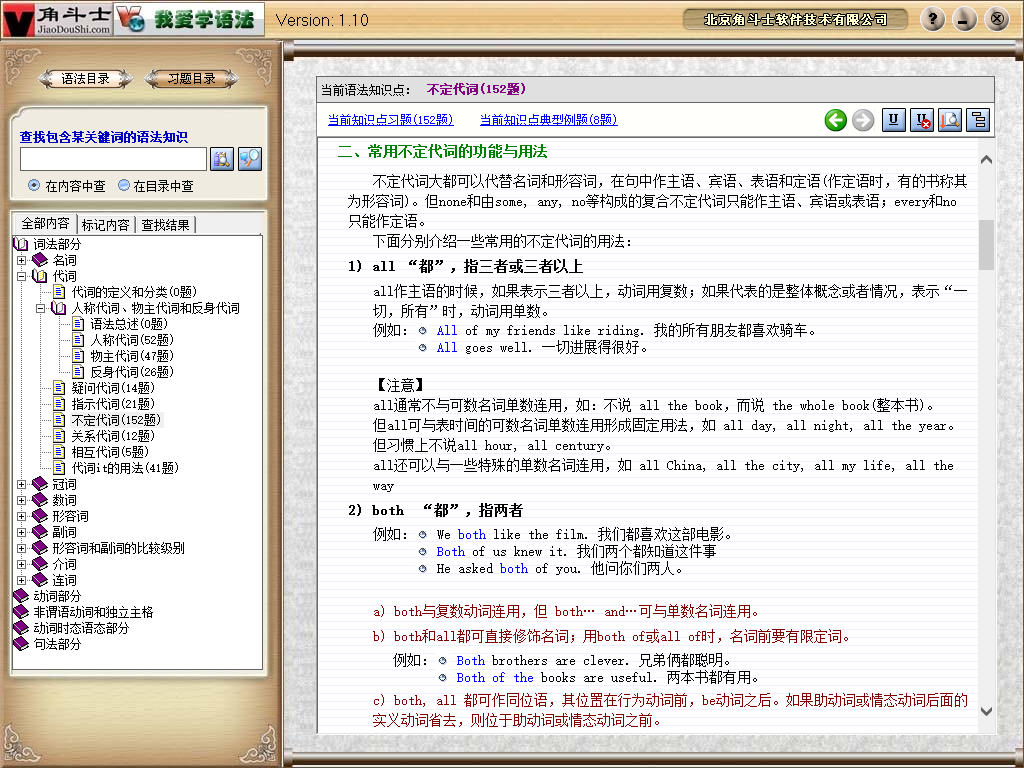 角斗士
JiaoDouShi.com
我爱学语法
Version: 1.10
北京角斗士软件技术有限公司
语法目录
习题目录
查找包含某关键词的语法知识
在内容中查
在目录中查
全部内容
标记内容
查找结果
词法部分
名词
代词
代词的定义和分类(0题)
人称代词、物主代词和反身代词
语法总述(0题)
人称代词(52题)
物主代词(47题)
反身代词(26题)
疑问代词(14题)
指示代词(21题)
不定代词(152题)
关系代词(12题)
相互代词(5题)
代词it的用法(41题)
冠词
数词
形容词
副词
形容词和副词的比较级别
介词
连词
动词部分
非谓语动词和独立主格
动词时态语态部分
句法部分
当前语法知识点： 不定代词(152题)
当前知识点习题(152题)
当前知识点典型例题(8题)
二、常用不定代词的功能与用法
不定代词大都可以代替名词和形容词，在句中作主语、宾语、表语和定语(作定语时，有的书称其
为形容词)。但none和由some, any, no等构成的复合不定代词只能作主语、宾语或表语；every和no
只能作定语。
下面分别介绍一些常用的不定代词的用法：
1) all “都”，指三者或三者以上
all作主语的时候，如果表示三者以上，动词用复数；如果代表的是整体概念或者情况，表示“一
切，所有”时，动词用单数。
例如： All of my friends like riding. 我的所有朋友都喜欢骑车。
All goes well. 一切进展得很好。
【注意】
all通常不与可数名词单数连用，如：不说 all the book，而说 the whole book(整本书)。
但all可与表时间的可数名词单数连用形成固定用法，如 all day, all night, all the year。
但习惯上不说all hour, all century。
all还可以与一些特殊的单数名词连用，如 all China, all the city, all my life, all the
way
2) both “都”，指两者
例如： We both like the film. 我们都喜欢这部电影。
Both of us knew it. 我们两个都知道这件事
He asked both of you. 他问你们两人。
a) both与复数动词连用，但 both… and…可与单数名词连用。
b) both和all都可直接修饰名词；用both of或all of时，名词前要有限定词。
例如： Both brothers are clever. 兄弟俩都聪明。
Both of the books are useful. 两本书都有用。
c) both, all 都可作同位语，其位置在行为动词前，be动词之后。如果助动词或情态动词后面的
实义动词省去，则位于助动词或情态动词之前。